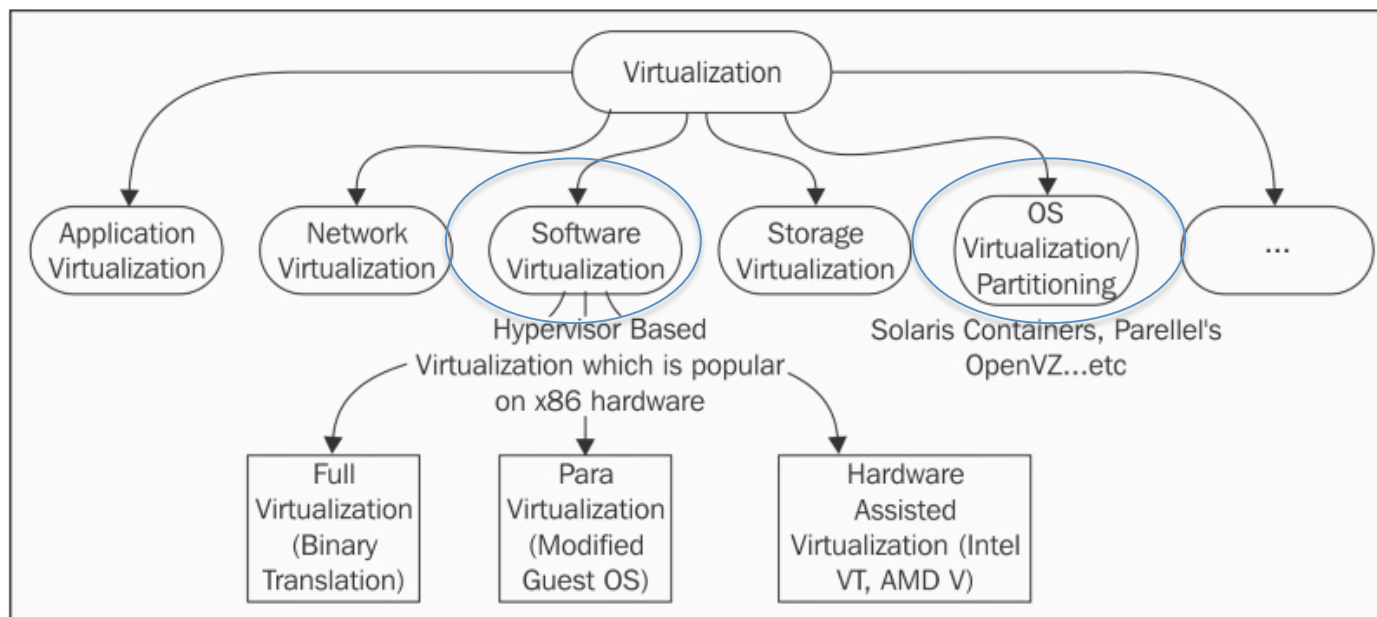 Virtualization
Application
Virtualization
Network
Virtualization
Software
Virtualization
Storage
Virtualization
OS
Virtualization/
Partitioning
...
Hypervisor Based
Virtualization which is popular
on x86 hardware
Solaris Containers, Parellel's
OpenVZ...etc
Full
Virtualization
(Binary
Translation)
Para
Virtualization
(Modified
Guest OS)
Hardware
Assisted
Virtualization (Intel
VT, AMD V)